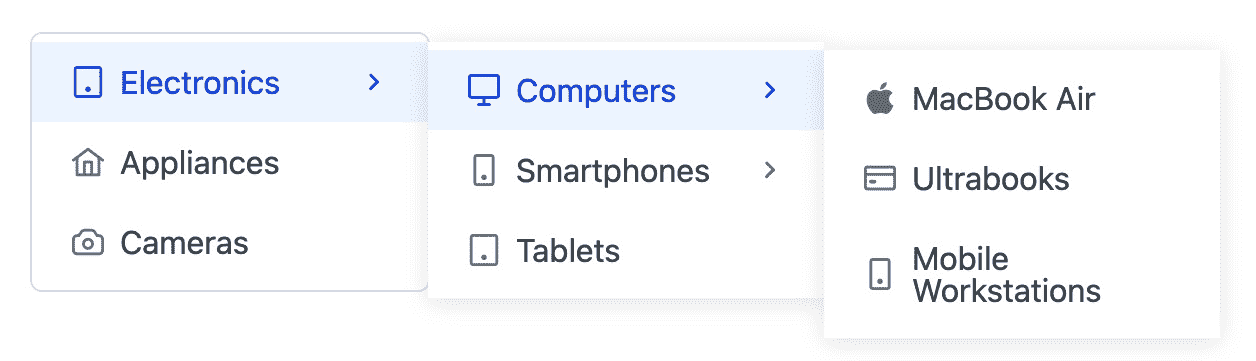 Electronics
Appliances
Cameras
Computers
Smartphones
Tablets
MacBook Air
Ultrabooks
Mobile
Workstations